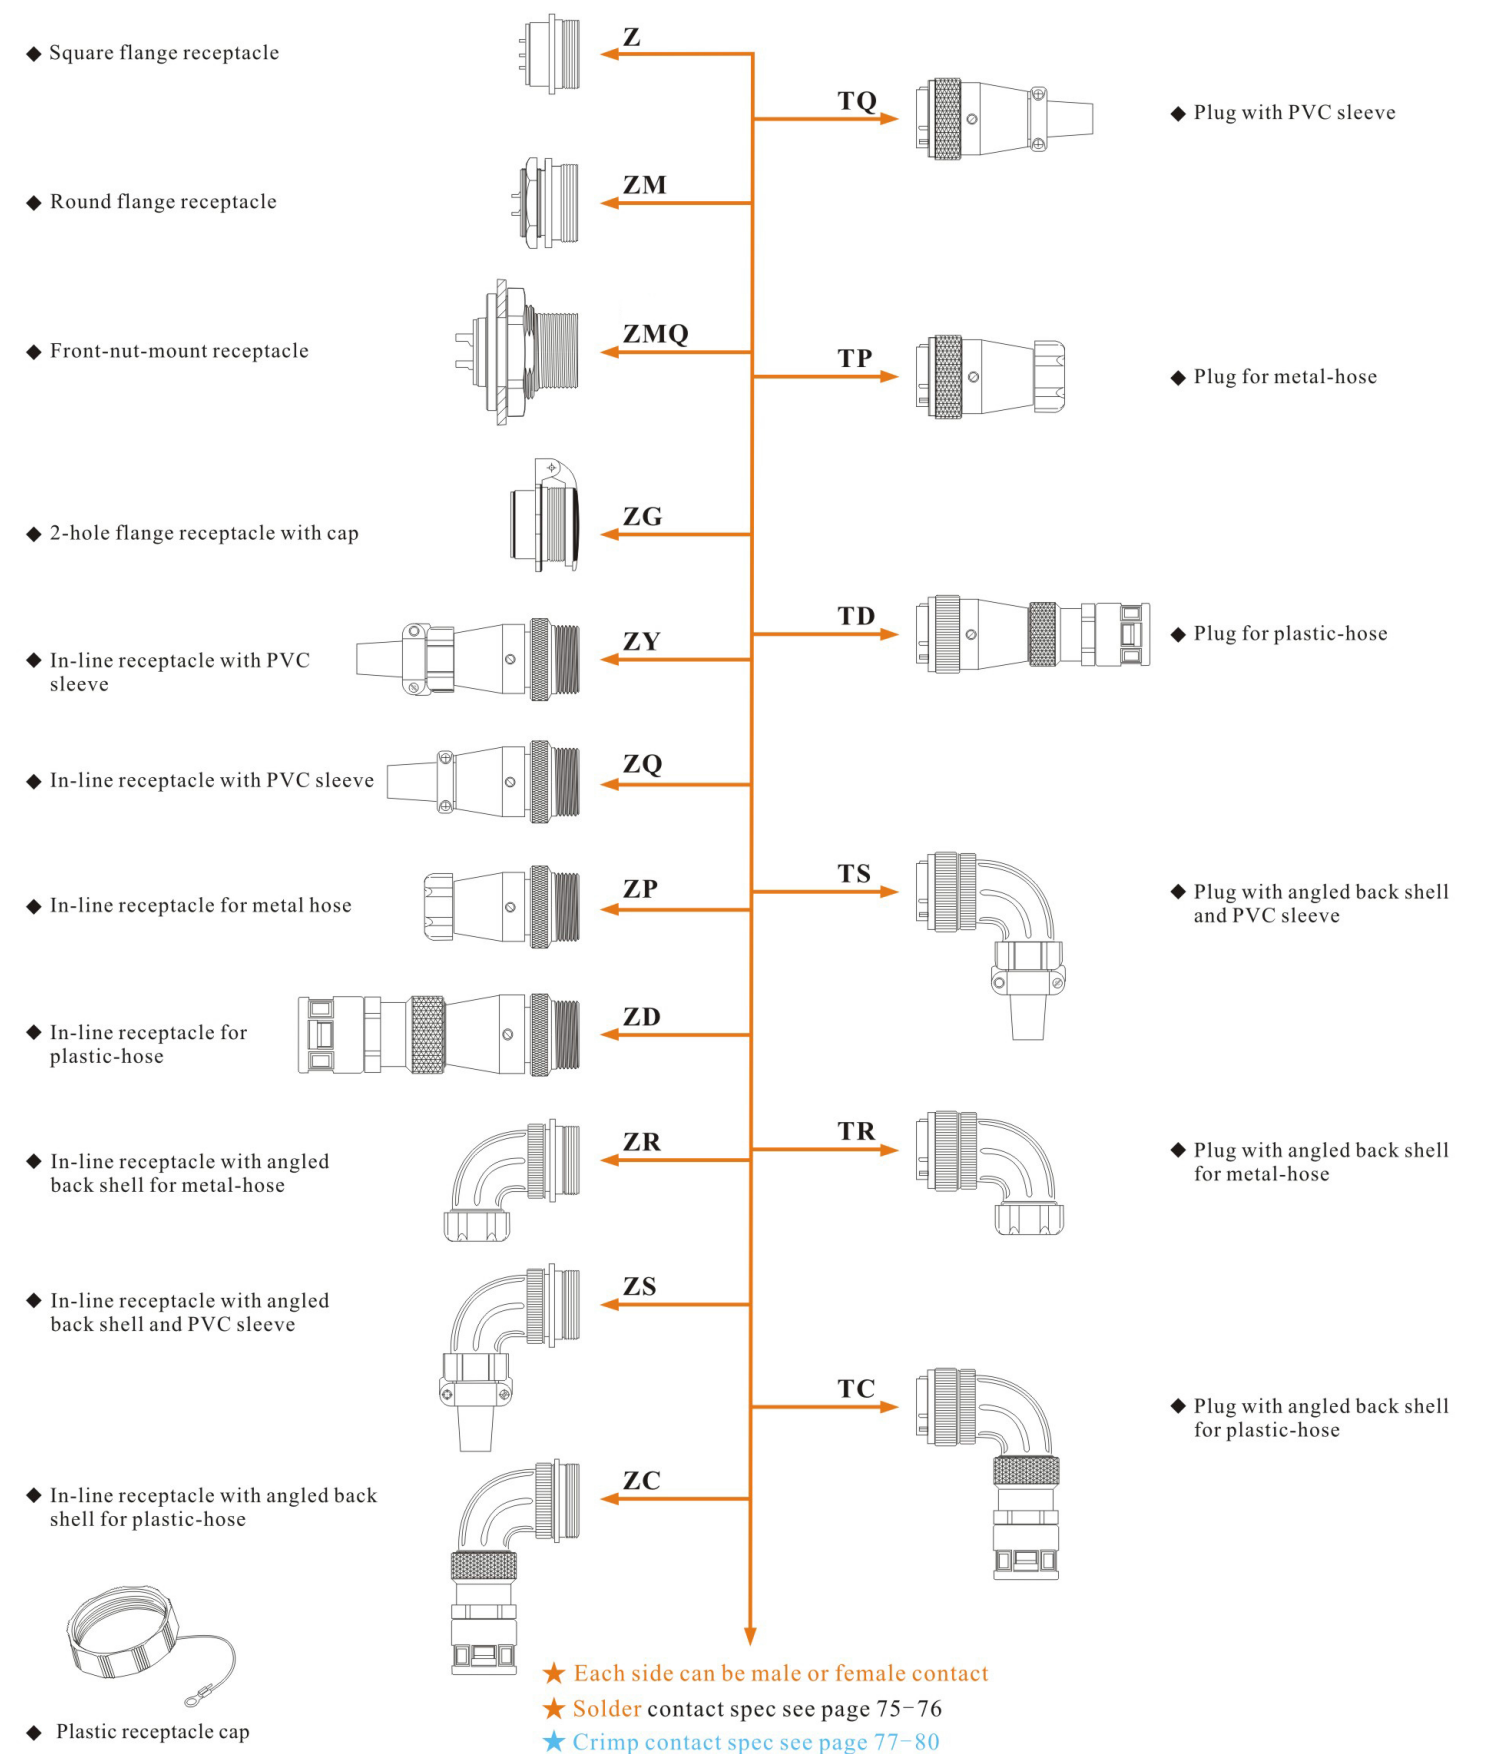 ◆ Square flange receptacle
Z
TQ
◆ Plug with PVC sleeve
◆ Round flange receptacle
ZM
◆ Front-nut-mount receptacle
ZMQ
TP
◆ Plug for metal-hose
◆ 2-hole flange receptacle with cap
ZG
TD
◆ Plug for plastic-hose
◆ In-line receptacle with PVC
sleeve
ZY
◆ In-line receptacle with PVC sleeve
ZQ
◆ In-line receptacle for metal hose
ZP
TS
◆ Plug with angled back shell
and PVC sleeve
◆ In-line receptacle for
plastic-hose
ZD
◆ In-line receptacle with angled
back shell for metal-hose
ZR
TR
◆ Plug with angled back shell
for metal-hose
◆ In-line receptacle with angled
back shell and PVC sleeve
ZS
TC
◆ Plug with angled back shell
for plastic-hose
◆ In-line receptacle with angled back
shell for plastic-hose
ZC
◆ Plastic receptacle cap
★ Each side can be male or female contact
★ Solder contact spec see page 75-76
★ Crimp contact spec see page 77-80